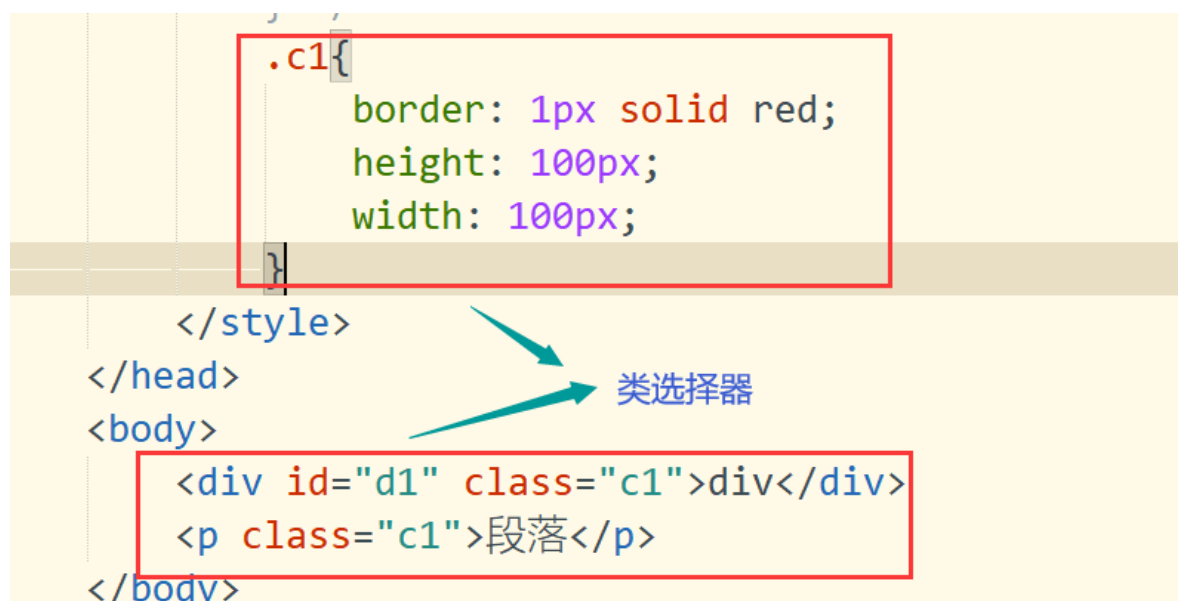 .c1{
border: 1px solid red;
height: 100px;
width: 100px;
}
</style>
</head>
类选择器
<body>
<div id="d1" class="c1">div</div>
<p class="c1">段落</p>
</body>